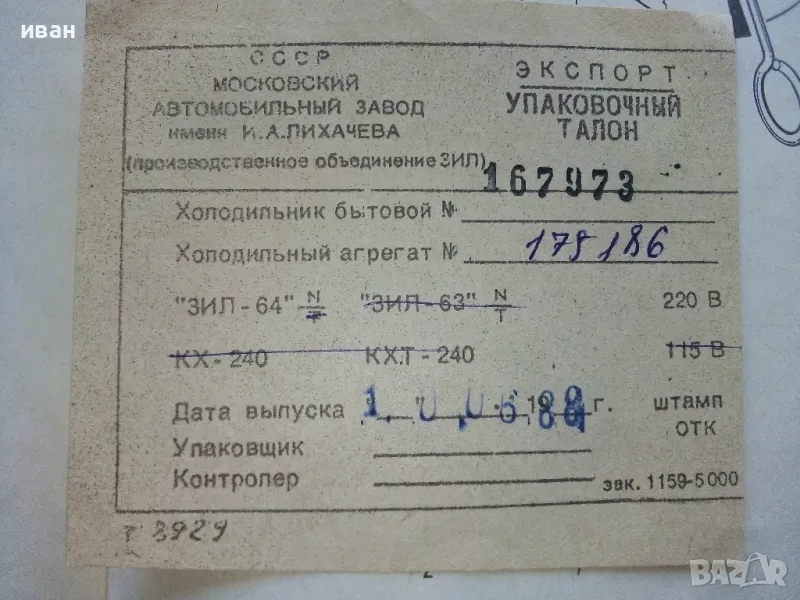 иван
СССР
МОСКОВСКИЙ
АВТОМОБИЛЬНЫЙ ЗАВОД
имени И.А.ЛИХАЧЕВА
(производственное объединение ЗИЛ)
ЭКСПОРТ
УПАКОВОЧНЫЙ
ТАЛОН
167973
Холодильник бытовой №
Холодильный агрегат № 175186
"ЗИЛ-64" N/T "ЗИЛ-63" N/T 220 В
КХ-240 КХТ-240 115 В
Дата выпуска 19 г. штамп
ОТК
Упаковщик
Контролер
зак. 1159-5000
BAZAR